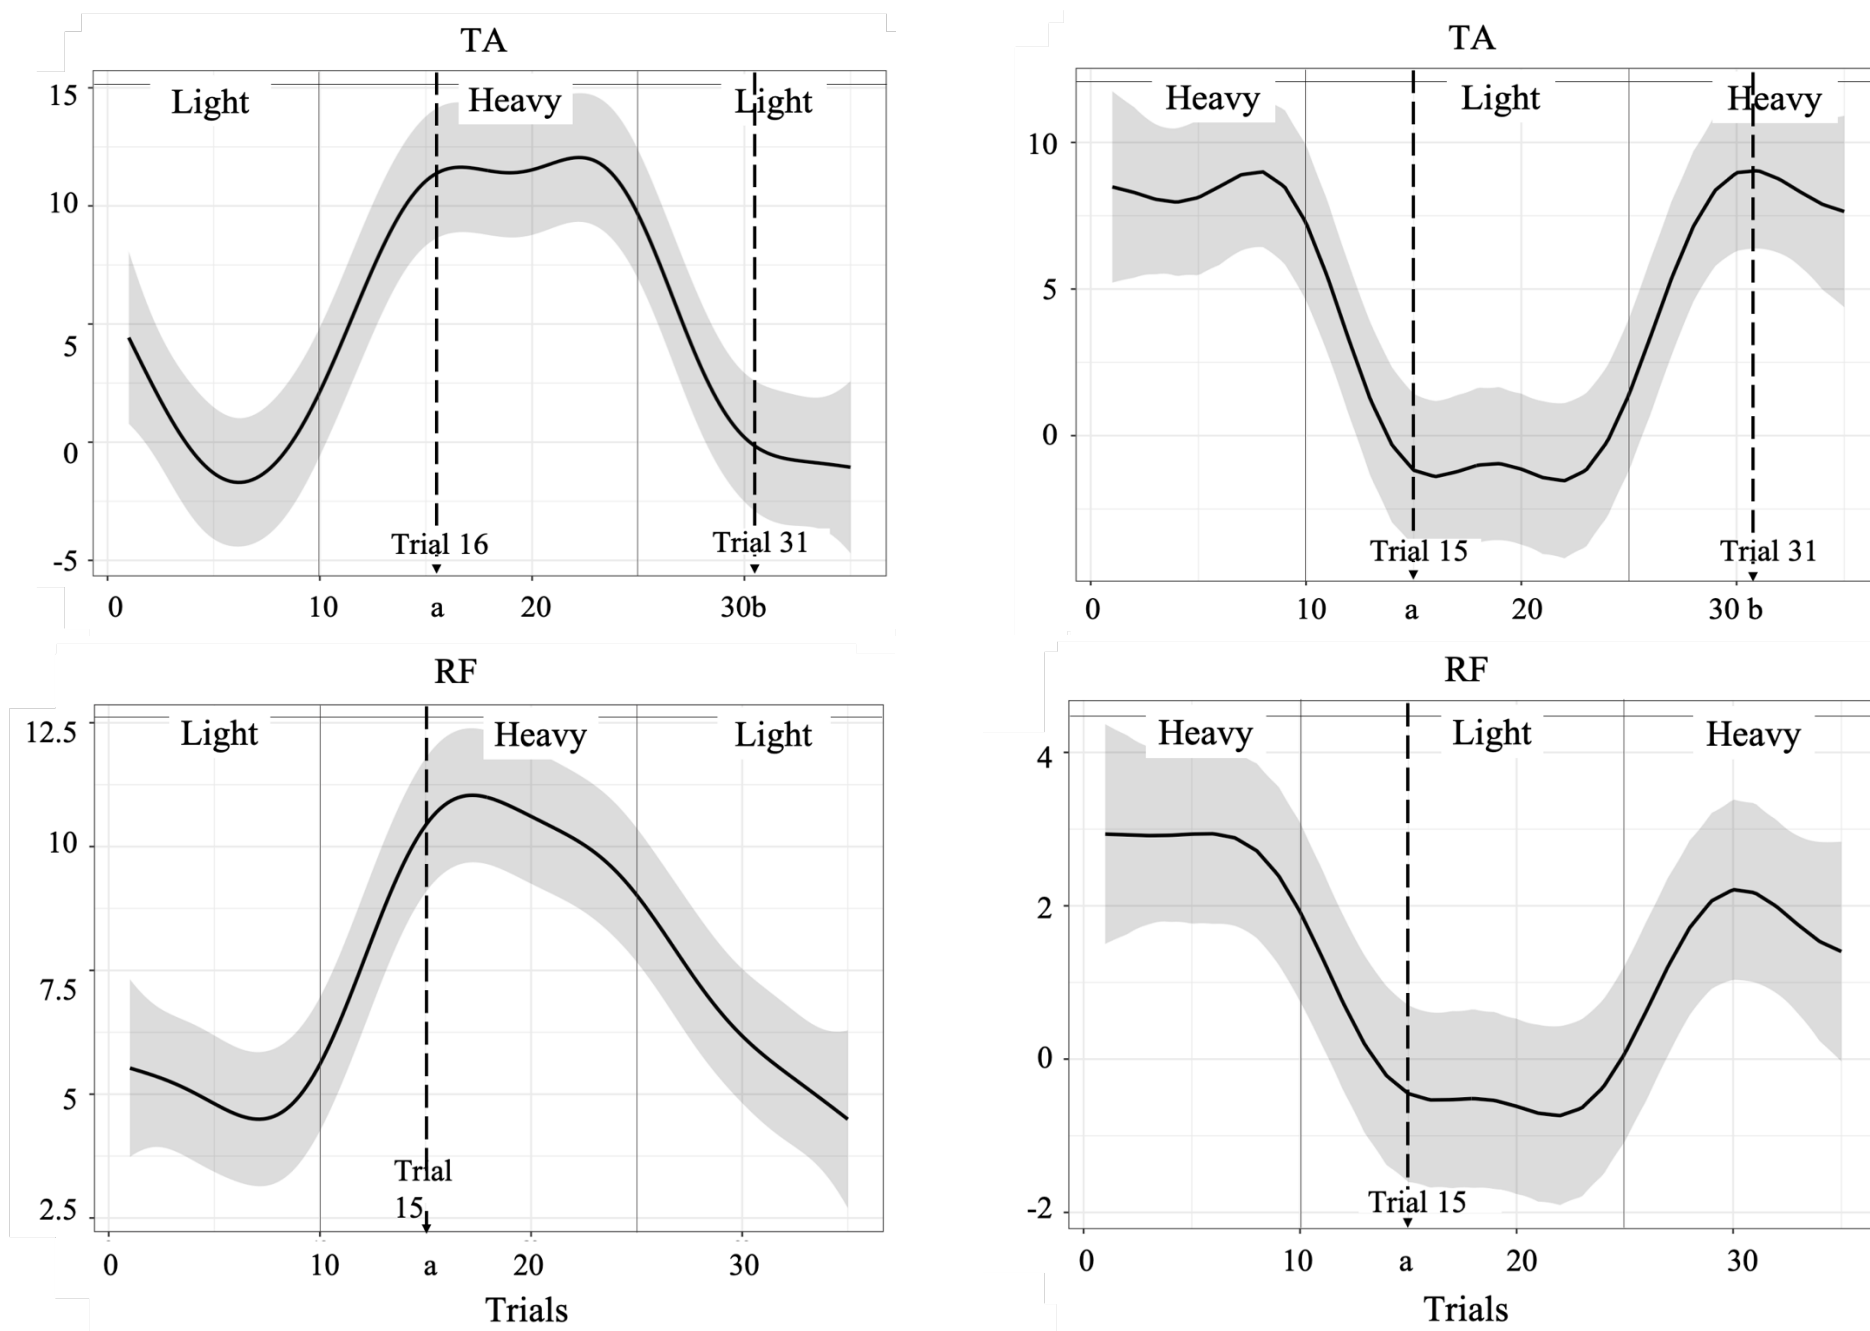 TA
Light Heavy Light
15
10
5
0
-5
Trial 16 Trial 31
0 10 a 20 30b
TA
Heavy Light Heavy
10
5
0
Trial 15 Trial 31
0 10 a 20 30 b
RF
Light Heavy Light
12.5
10
7.5
5
2.5
Trial
15
0 10 a 20 30
Trials
RF
Heavy Light Heavy
4
2
0
-2
Trial 15
0 10 a 20 30
Trials